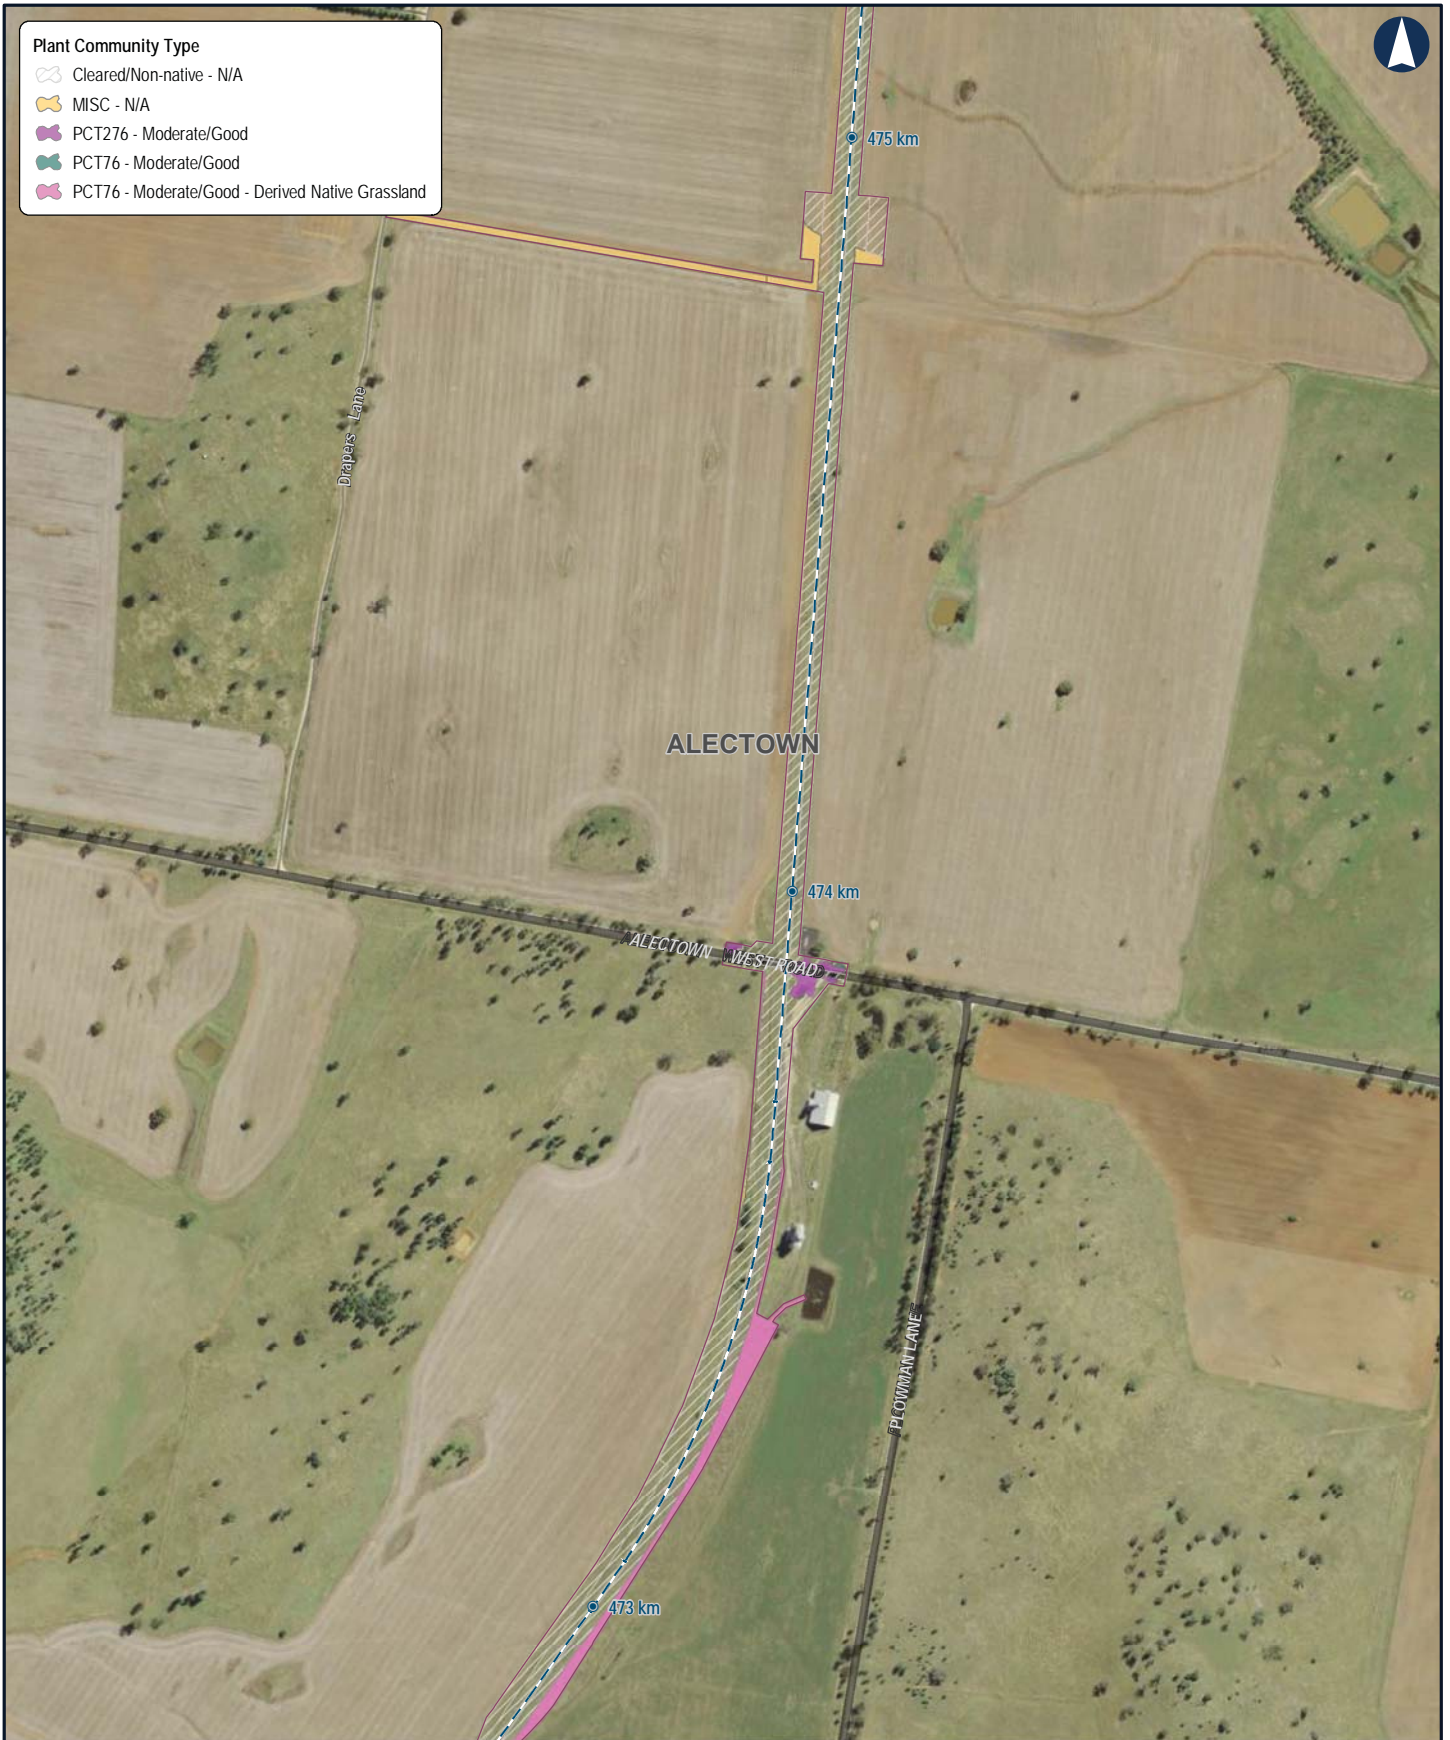 Plant Community Type
Cleared/Non-native - N/A
MISC - N/A
PCT276 - Moderate/Good
PCT76 - Moderate/Good
PCT76 - Moderate/Good - Derived Native Grassland
475 km
Drapers Lane
ALECTOWN
474 km
ALECTOWN WEST ROAD
PLOWMAN LANE
473 km